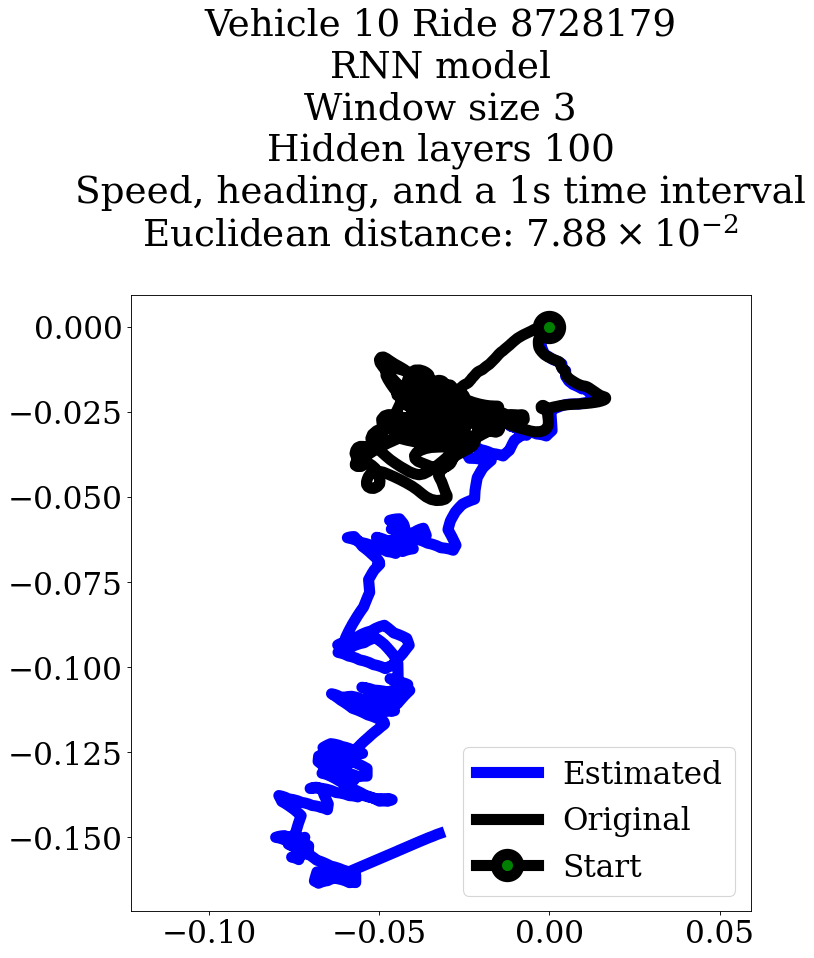 Vehicle 10 Ride 8728179
RNN model
Window size 3
Hidden layers 100
Speed, heading, and a 1s time interval
Euclidean distance: 7.88 × 10⁻²
0.000
−0.025
−0.050
−0.075
−0.100
−0.125
−0.150
Estimated
Original
Start
−0.10
−0.05
0.00
0.05